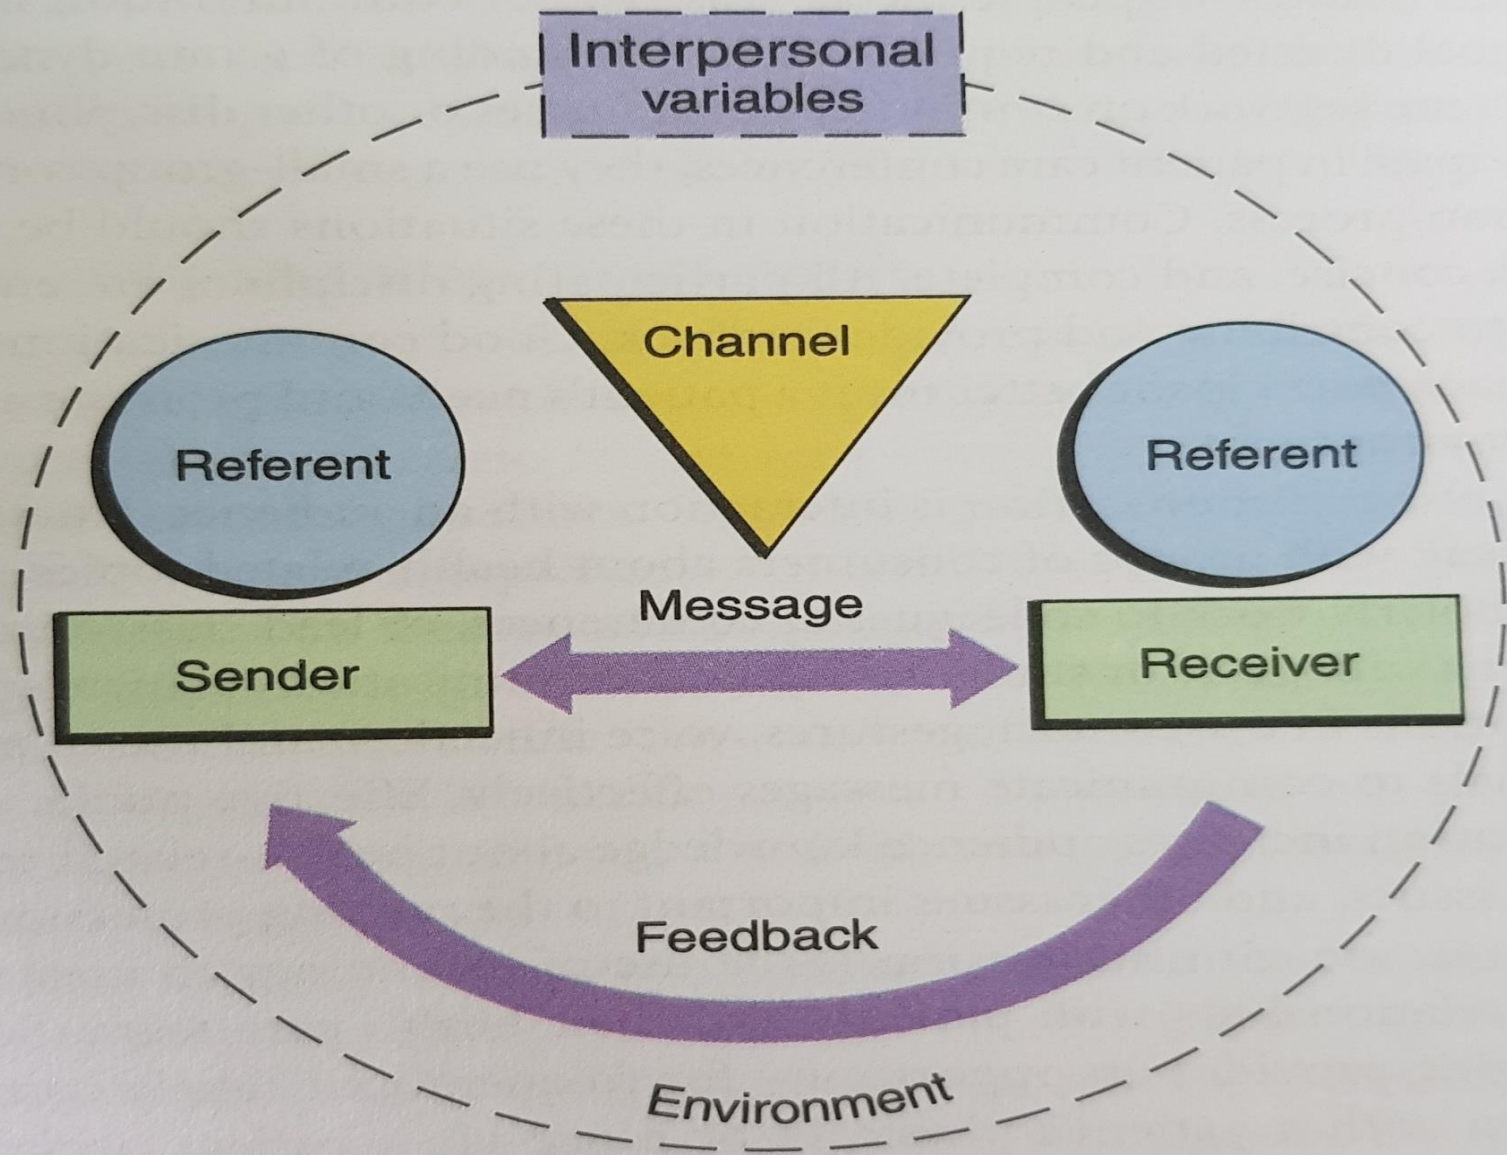 Interpersonal
variables
Channel
Referent
Referent
Message
Sender
Receiver
Feedback
Environment